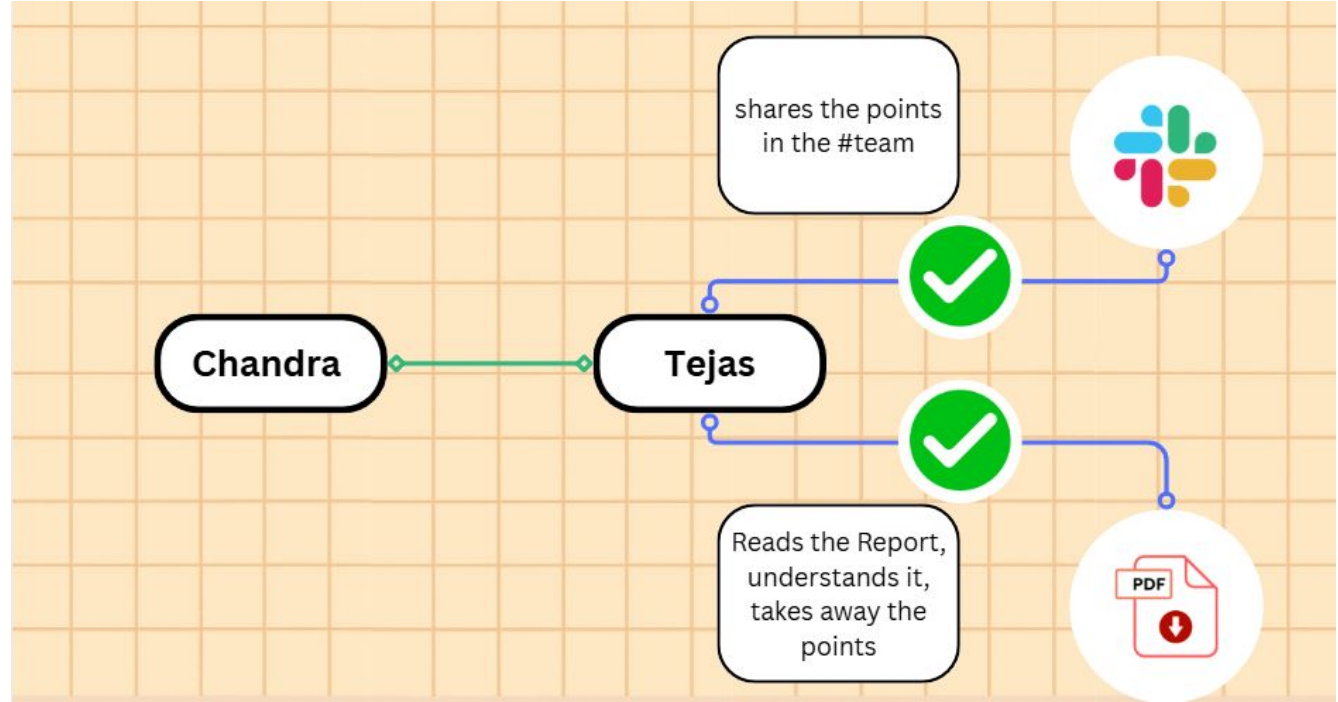 shares the points
in the #team
Chandra
Tejas
Reads the Report,
understands it,
takes away the
points
PDF